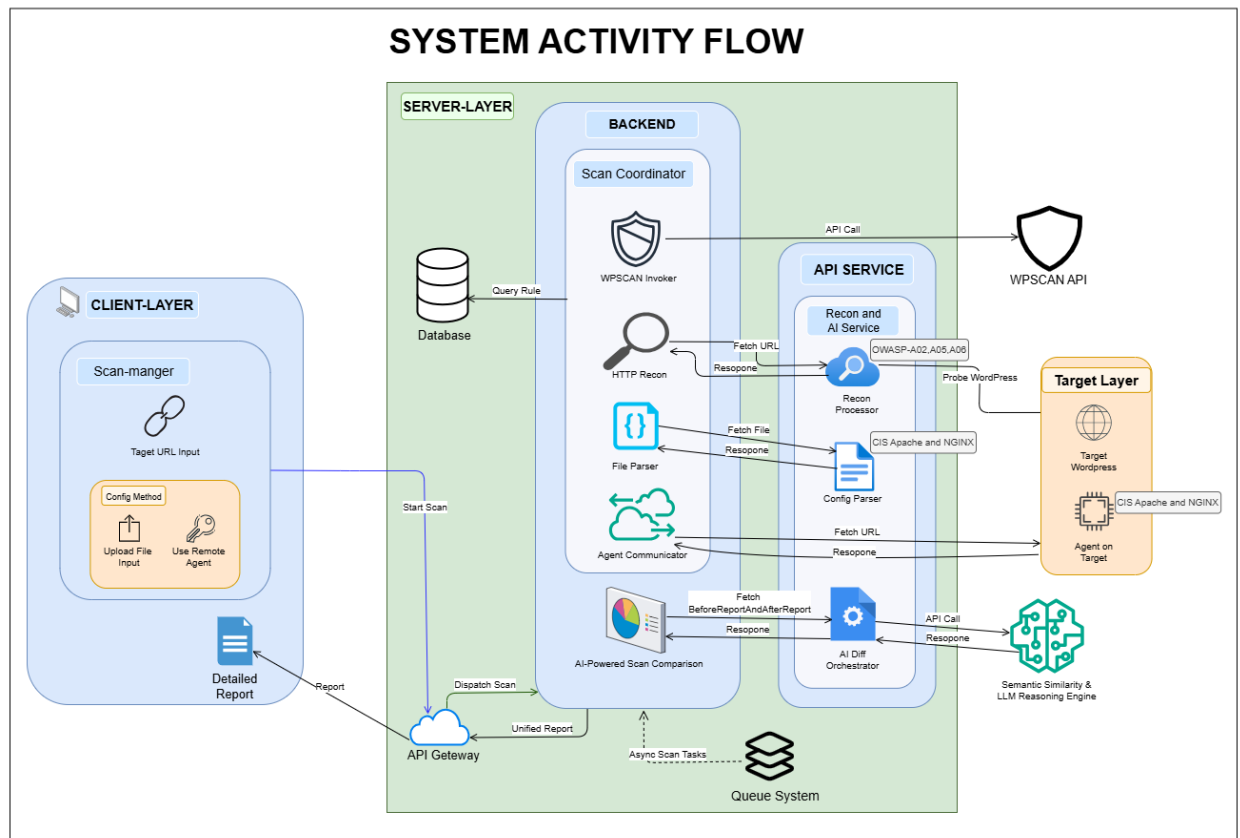 SYSTEM ACTIVITY FLOW
SERVER-LAYER
BACKEND
Scan Coordinator
WPSCAN Invoker
API Call
WPSCAN API
API SERVICE
Query Rule
Database
CLIENT-LAYER
Recon and
AI Service
HTTP Recon
Fetch URL
Resopone
OWASP-A02,A05,A06
Recon
Processor
Probe WordPress
Target Layer
Target
Wordpress
Scan-manger
Taget URL Input
File Parser
Fetch File
Resopone
CIS Apache and NGINX
Config Parser
CIS Apache and NGINX
Agent on
Target
Config Method
Upload File
Input
Use Remote
Agent
Start Scan
Agent Communicator
Fetch URL
Resopone
Fetch
BeforeReportAndAfterReport
Resopone
AI-Powered Scan Comparison
AI Diff
Orchestrator
API Call
Resopone
Semantic Similarity &
LLM Reasoning Engine
Detailed
Report
Report
Dispatch Scan
Unified Report
API Geteway
Async Scan Tasks
Queue System